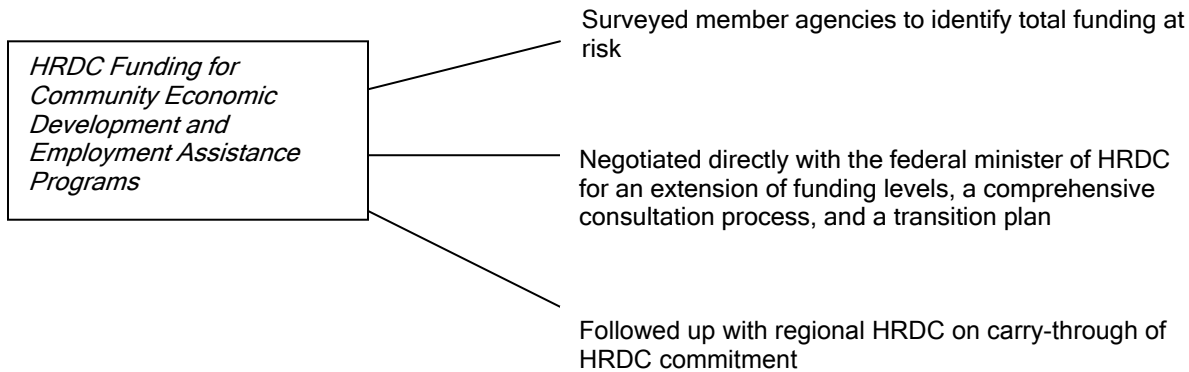 Surveyed member agencies to identify total funding at
risk
HRDC Funding for
Community Economic
Development and
Employment Assistance
Programs
Negotiated directly with the federal minister of HRDC
for an extension of funding levels, a comprehensive
consultation process, and a transition plan
Followed up with regional HRDC on carry-through of
HRDC commitment